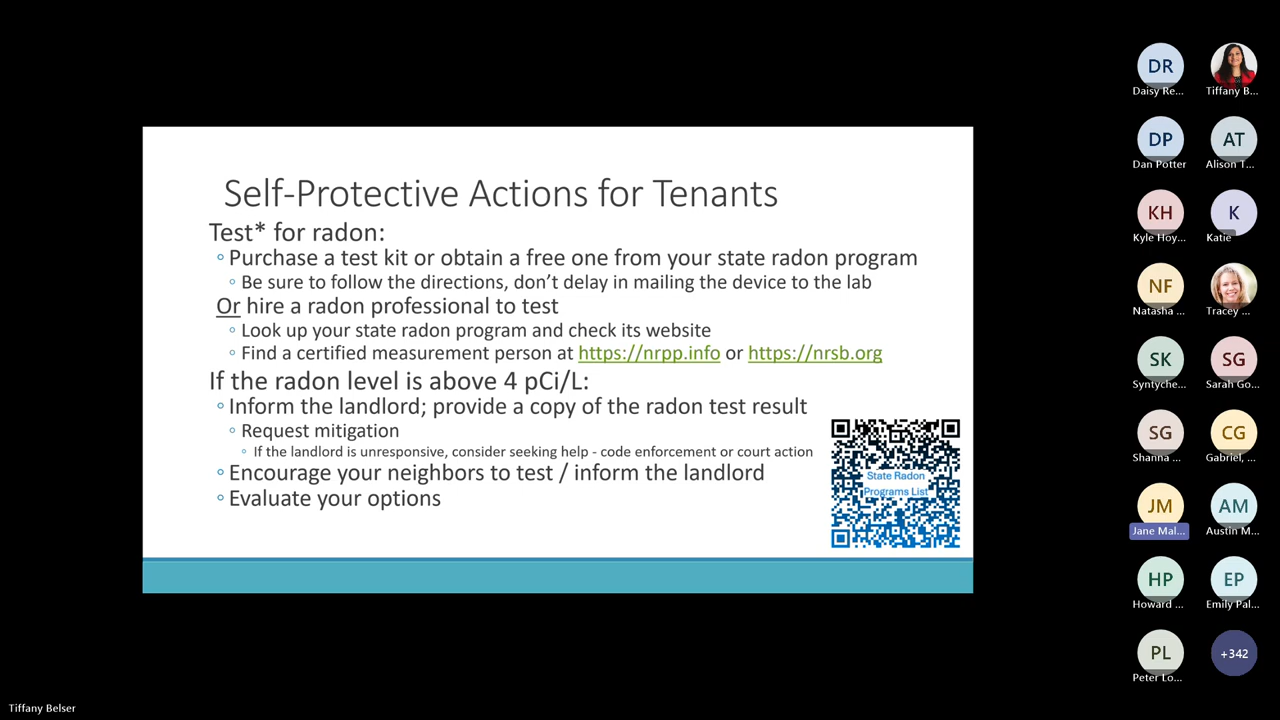 Self-Protective Actions for Tenants
Test* for radon:
Purchase a test kit or obtain a free one from your state radon program
Be sure to follow the directions, don't delay in mailing the device to the lab
Or hire a radon professional to test
Look up your state radon program and check its website
Find a certified measurement person at https://nrpp.info or https://nrsb.org
If the radon level is above 4 pCi/L:
Inform the landlord; provide a copy of the radon test result
Request mitigation
If the landlord is unresponsive, consider seeking help - code enforcement or court action
Encourage your neighbors to test / inform the landlord
Evaluate your options
State Radon
Programs List
DR
Daisy Re...
Tiffany B...
DP
Dan Potter
AT
Alison T...
KH
Kyle Hoy...
K
Katie
NF
Natasha ...
Tracey ...
SK
Syntyche...
SG
Sarah Go...
SG
Shanna ...
CG
Gabriel, ...
JM
Jane Mal...
AM
Austin M...
HP
Howard ...
EP
Emily Pal...
PL
Peter Lo...
+342
Tiffany Belser